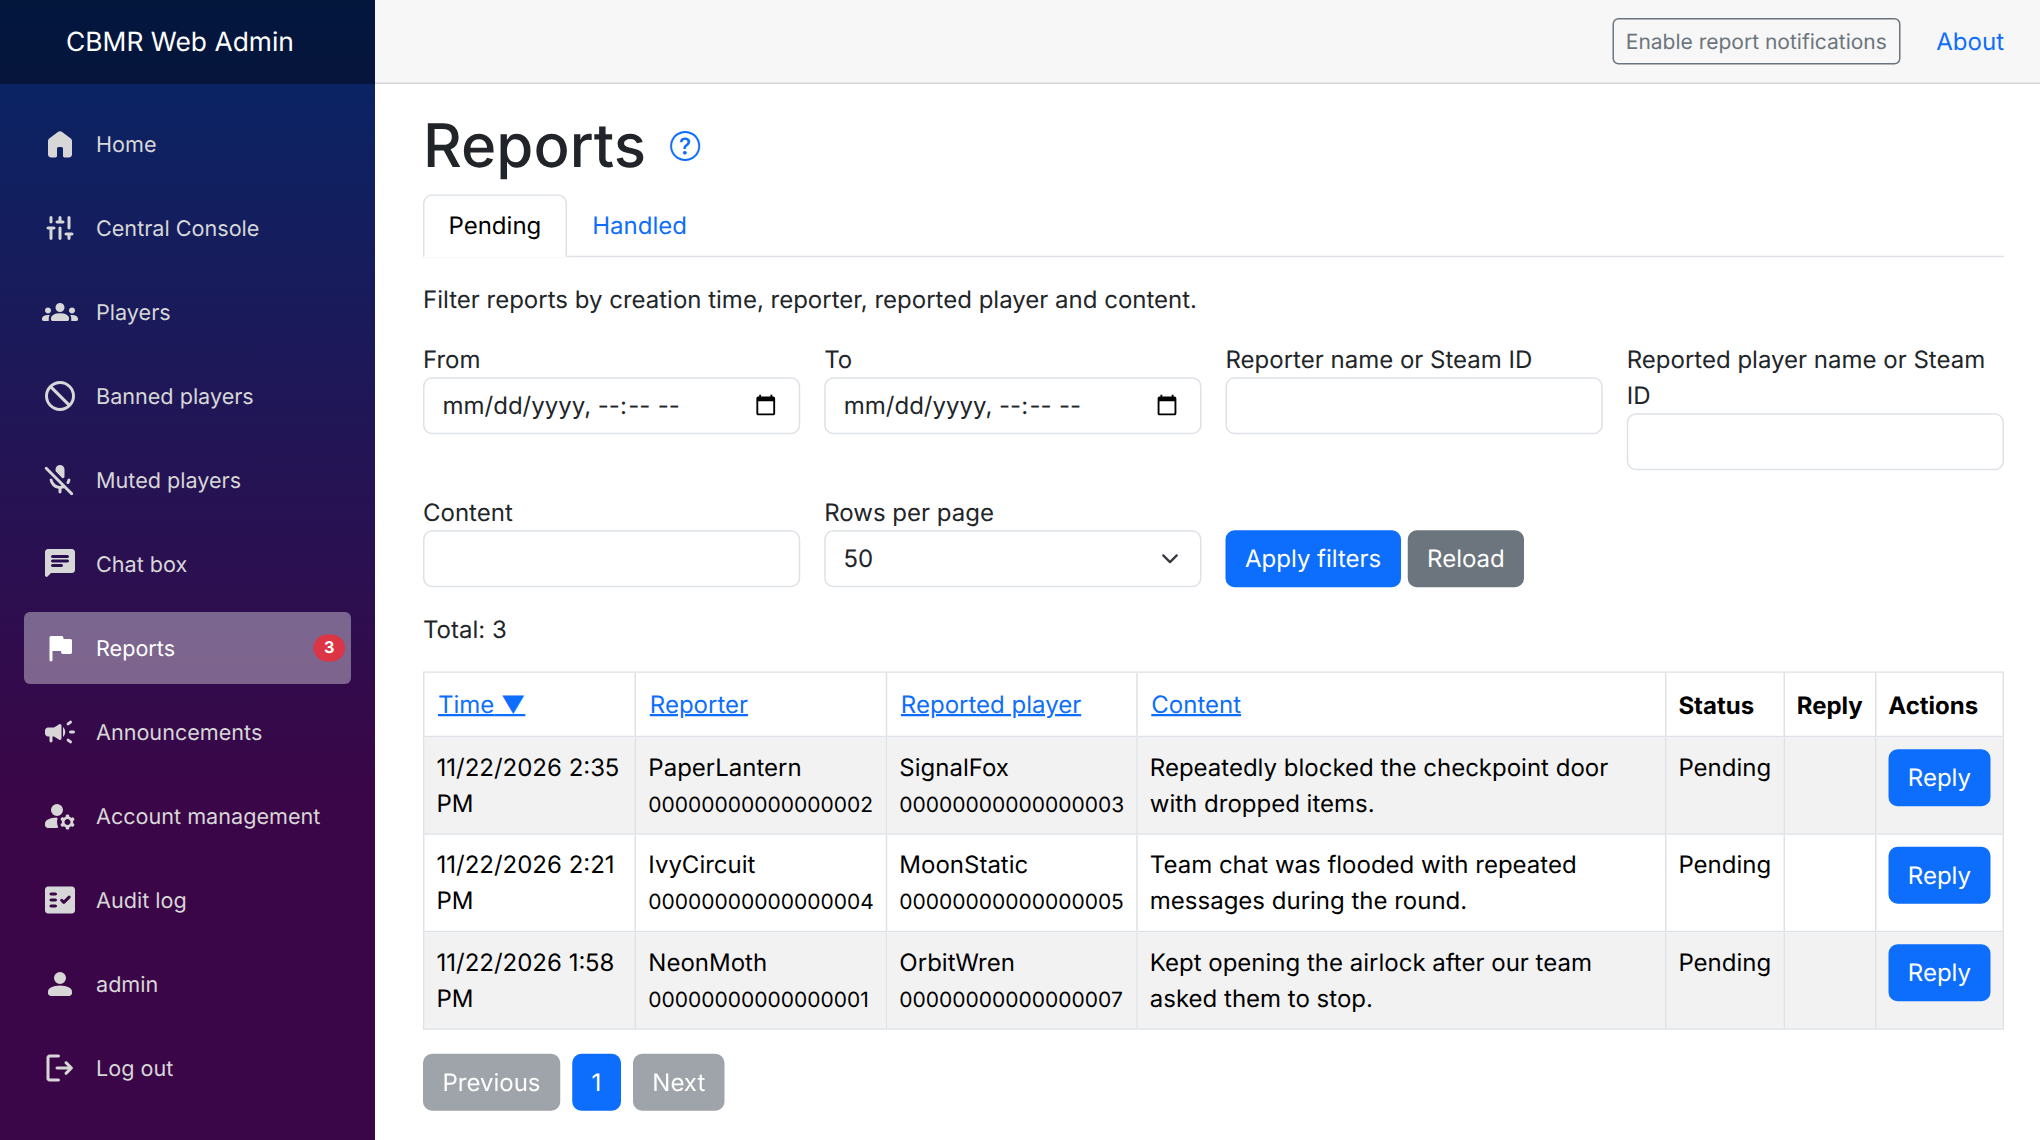 CBMR Web Admin
Enable report notifications
About
Home
Central Console
Players
Banned players
Muted players
Chat box
Reports
3
Announcements
Account management
Audit log
admin
Log out
Reports
?
Pending
Handled
Filter reports by creation time, reporter, reported player and content.
From
mm/dd/yyyy, --:-- --
To
mm/dd/yyyy, --:-- --
Reporter name or Steam ID
Reported player name or Steam
ID
Content
Rows per page
50
Apply filters
Reload
Total: 3
Time ▼
Reporter
Reported player
Content
Status
Reply
Actions
11/22/2026 2:35
PM
PaperLantern
00000000000000002
SignalFox
00000000000000003
Repeatedly blocked the checkpoint door
with dropped items.
Pending
Reply
11/22/2026 2:21
PM
IvyCircuit
00000000000000004
MoonStatic
00000000000000005
Team chat was flooded with repeated
messages during the round.
Pending
Reply
11/22/2026 1:58
PM
NeonMoth
00000000000000001
OrbitWren
00000000000000007
Kept opening the airlock after our team
asked them to stop.
Pending
Reply
Previous
1
Next